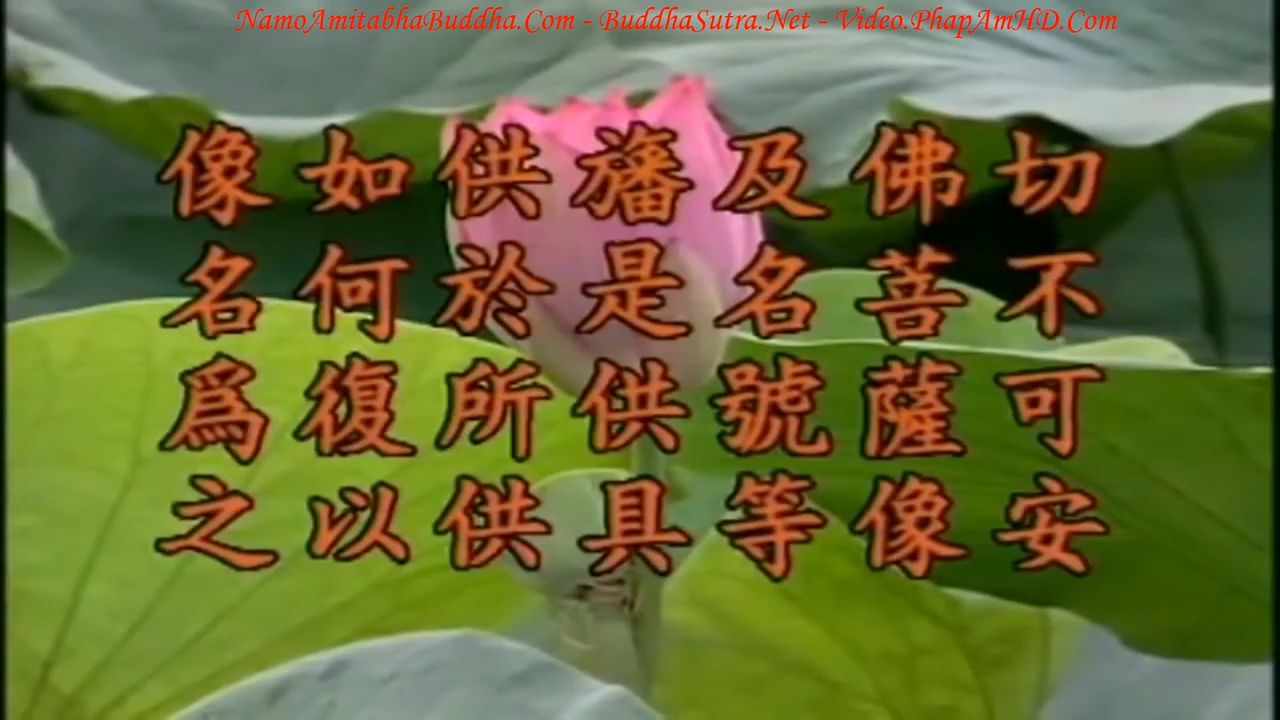 NamoAmitabhaBuddha.Com - BuddhaSutra.Net - Video.PhapAmHD.Com
切不可安
佛菩薩像
及名號等
旛是供具
供於所供
如何復以
像名爲之